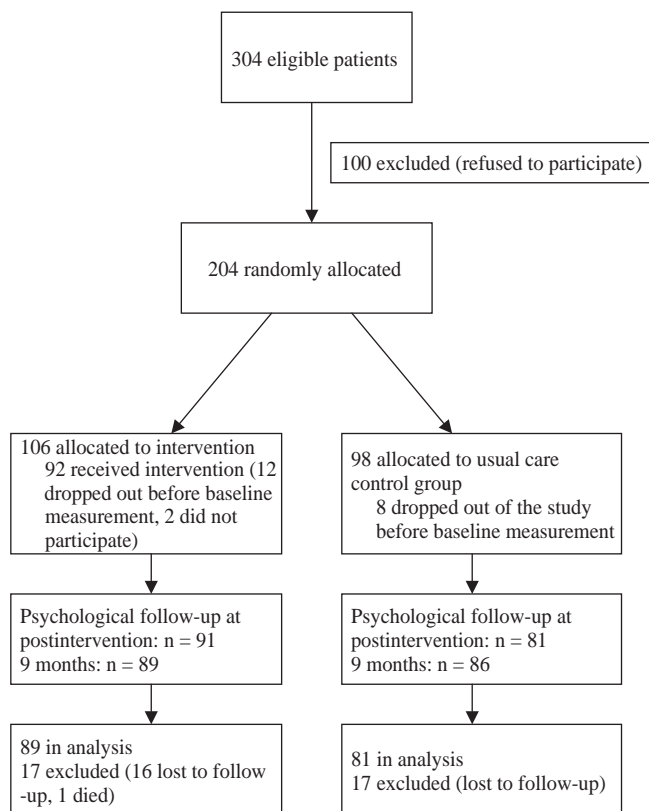 304 eligible patients
100 excluded (refused to participate)
204 randomly allocated
106 allocated to intervention
92 received intervention (12
dropped out before baseline
measurement, 2 did not
participate)
98 allocated to usual care
control group
8 dropped out of the study
before baseline measurement
Psychological follow-up at
postintervention: n = 91
9 months: n = 89
Psychological follow-up at
postintervention: n = 81
9 months: n = 86
89 in analysis
17 excluded (16 lost to follow
-up, 1 died)
81 in analysis
17 excluded (lost to follow-up)